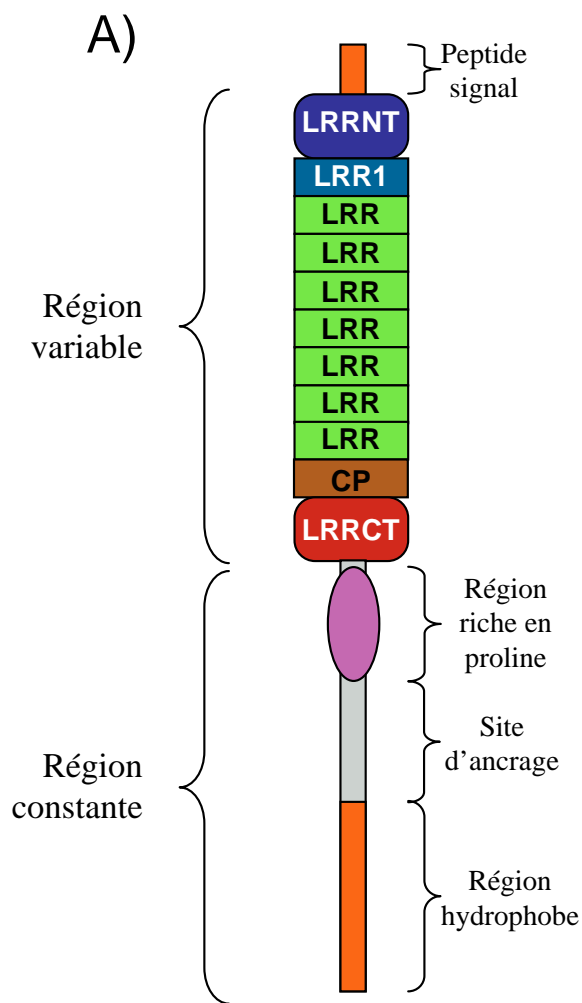 A)
Peptide
signal
LRRNT
LRR1
LRR
LRR
LRR
LRR
LRR
LRR
LRR
CP
LRRCT
Région
variable
Région
riche en
proline
Site
d'ancrage
Région
constante
Région
hydrophobe